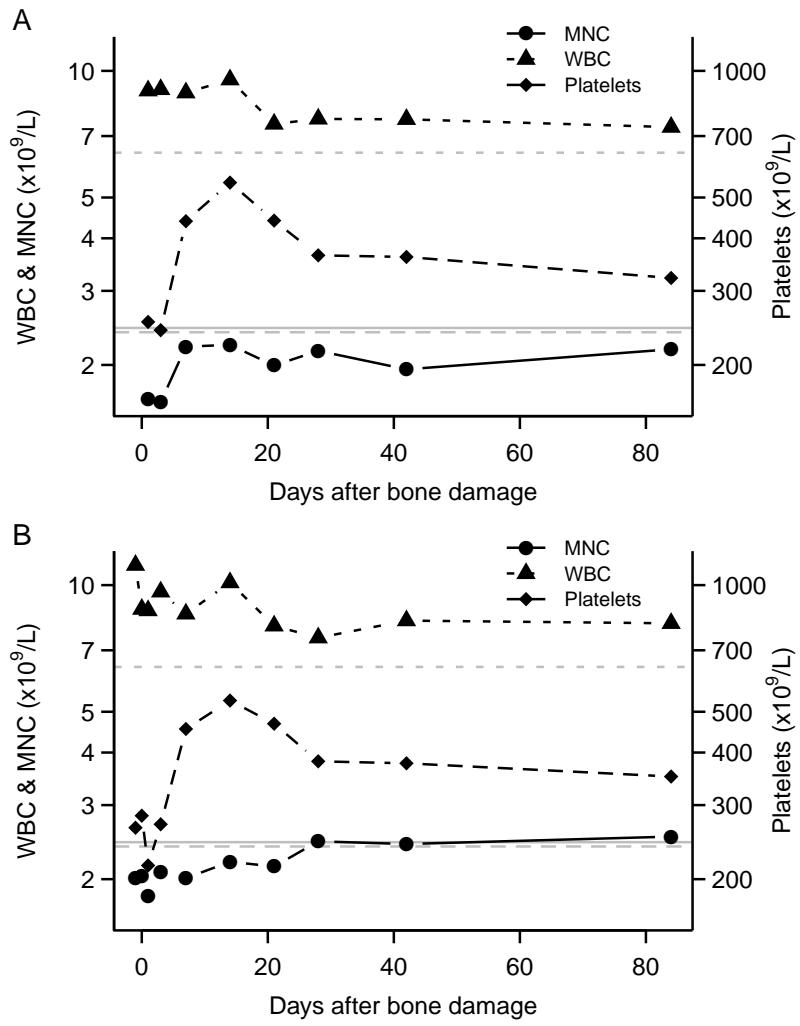 A
MNC
WBC
Platelets
10
7
5
4
3
2
WBC & MNC (x10⁹/L)
1000
700
500
400
300
200
Platelets (x10⁹/L)
0 20 40 60 80
Days after bone damage
B
MNC
WBC
Platelets
10
7
5
4
3
2
WBC & MNC (x10⁹/L)
1000
700
500
400
300
200
Platelets (x10⁹/L)
0 20 40 60 80
Days after bone damage